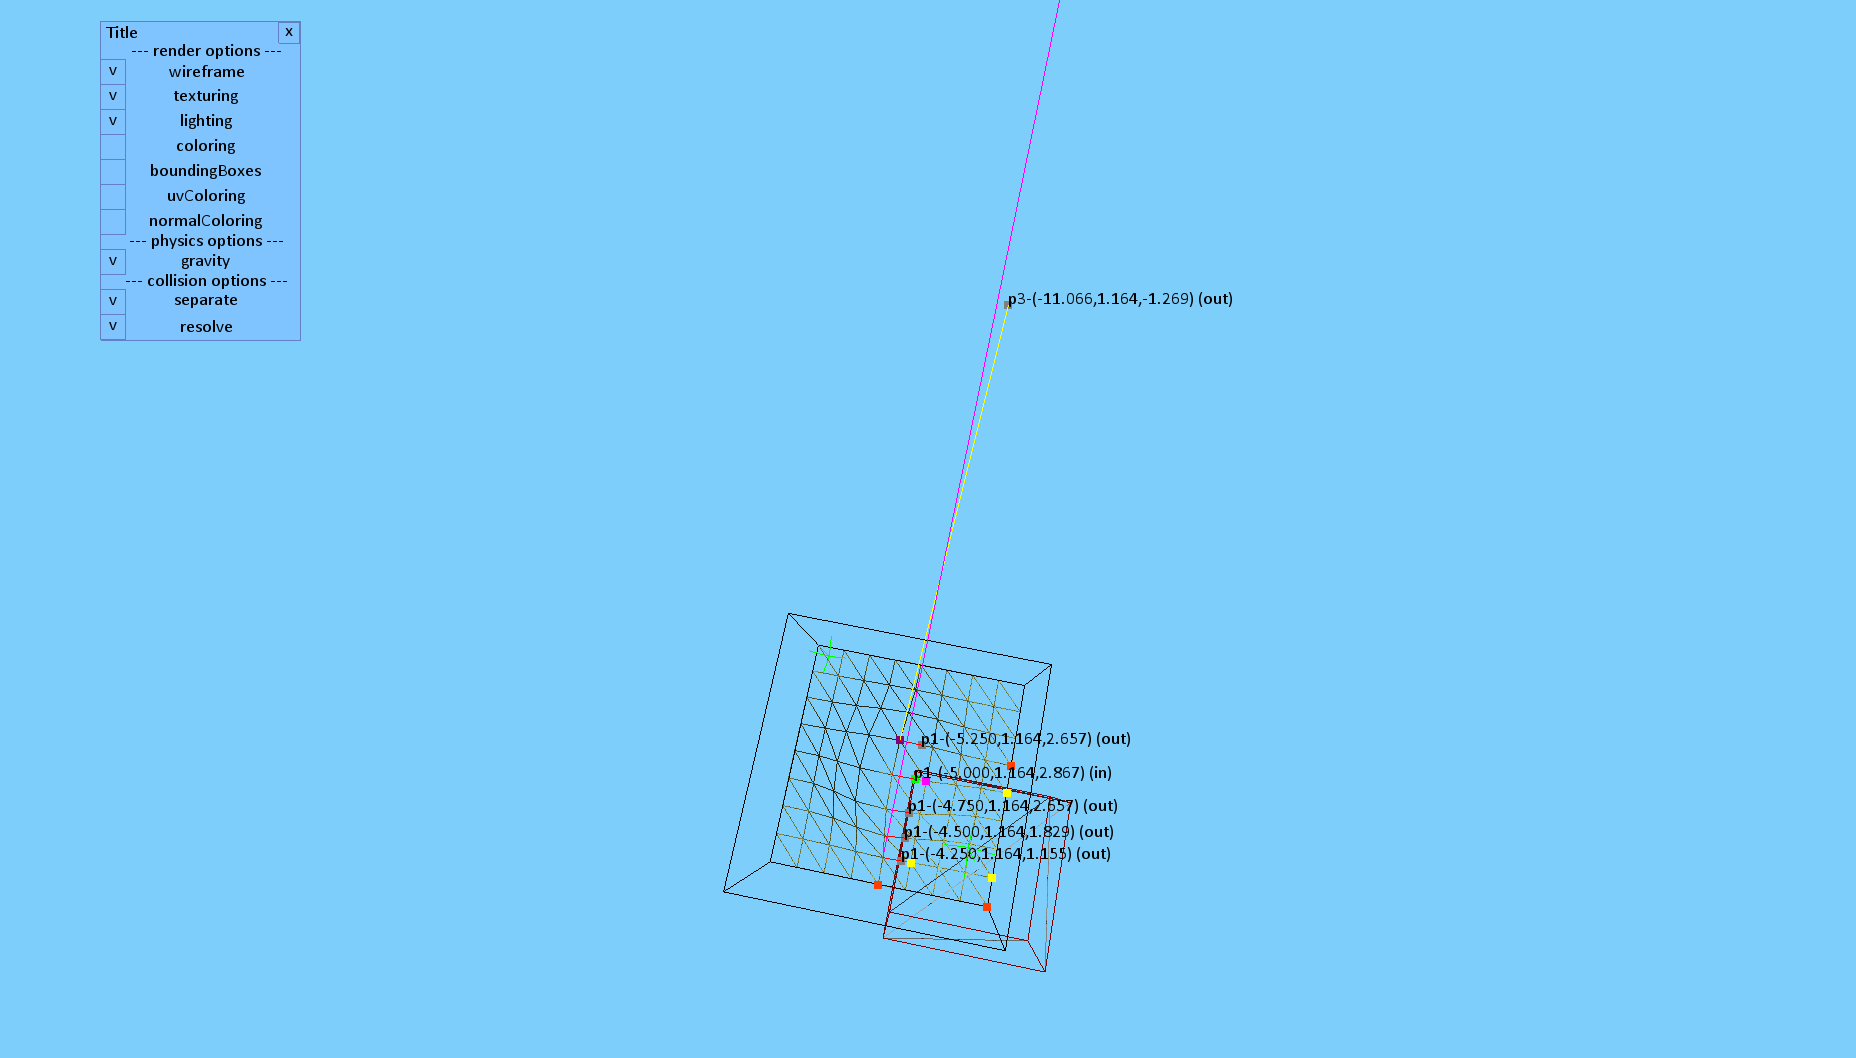 Title x
--- render options ---
v wireframe
v texturing
v lighting
coloring
boundingBoxes
uvColoring
normalColoring
--- physics options ---
v gravity
--- collision options ---
v separate
v resolve
p3-(-11.066,1.164,-1.269) (out)
p1-(-5.250,1.164,2.657) (out)
p1-(-5.000,1.164,2.867) (in)
p1-(-4.750,1.164,2.557) (out)
p1-(-4.500,1.164,1.829) (out)
p1-(-4.250,1.164,1.155) (out)